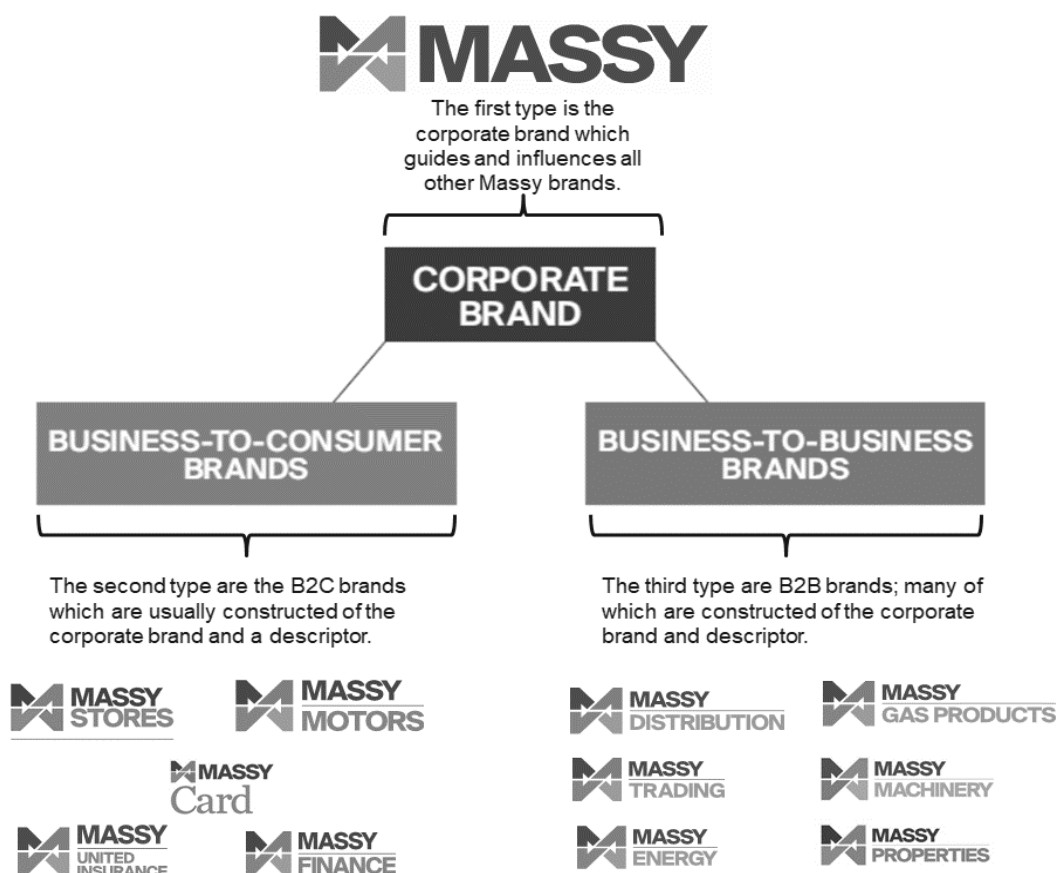 MASSY
The first type is the
corporate brand which
guides and influences all
other Massy brands.
CORPORATE
BRAND
BUSINESS-TO-CONSUMER
BRANDS
BUSINESS-TO-BUSINESS
BRANDS
The second type are the B2C brands
which are usually constructed of the
corporate brand and a descriptor.
The third type are B2B brands; many of
which are constructed of the corporate
brand and descriptor.
MASSY
STORES
MASSY
MOTORS
MASSY
Card
MASSY
UNITED
INSURANCE
MASSY
FINANCE
MASSY
DISTRIBUTION
MASSY
GAS PRODUCTS
MASSY
TRADING
MASSY
MACHINERY
MASSY
ENERGY
MASSY
PROPERTIES